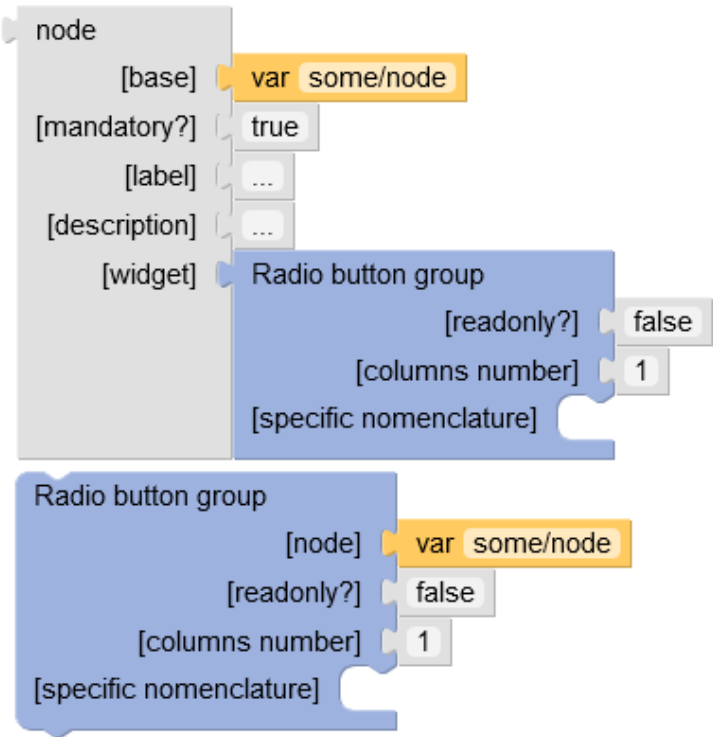 node
[base] var some/node
[mandatory?] true
[label] ...
[description] ...
[widget] Radio button group
[readonly?] false
[columns number] 1
[specific nomenclature]
Radio button group
[node] var some/node
[readonly?] false
[columns number] 1
[specific nomenclature]